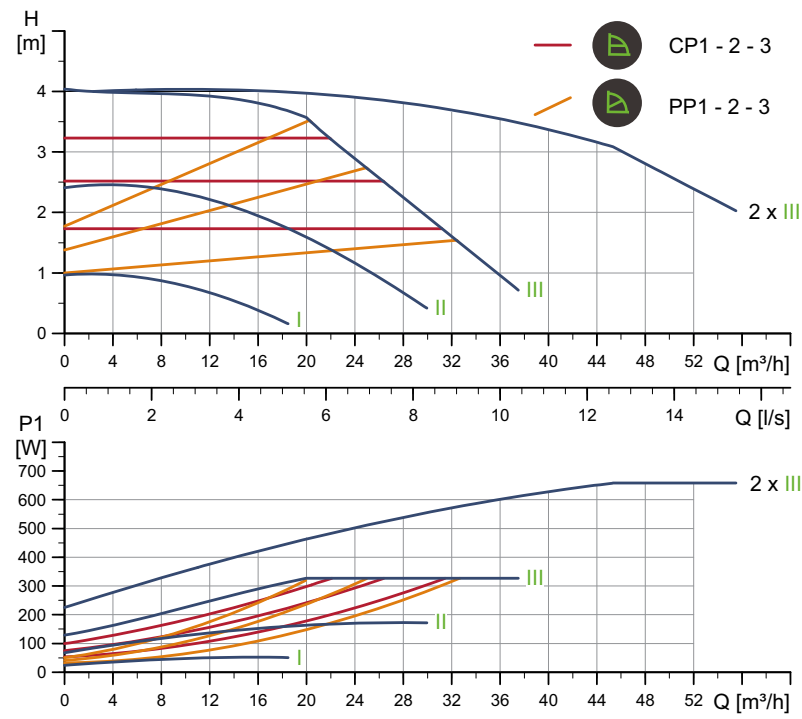 H
[m]
CP1 - 2 - 3
PP1 - 2 - 3
4
3
2
1
0
2 x III
III
II
I
0 4 8 12 16 20 24 28 32 36 40 44 48 52 Q [m³/h]
0 2 4 6 8 10 12 14 Q [l/s]
P1
[W]
700
600
500
400
300
200
100
0
2 x III
III
II
I
0 4 8 12 16 20 24 28 32 36 40 44 48 52 Q [m³/h]